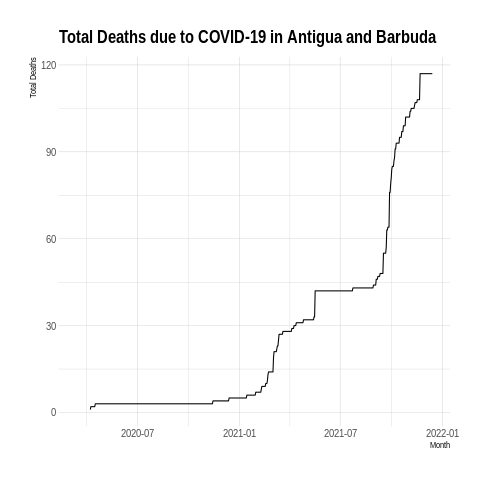 Total Deaths due to COVID-19 in Antigua and Barbuda
Total Deaths
120
90
60
30
0
2020-07 2021-01 2021-07 2022-01
Month